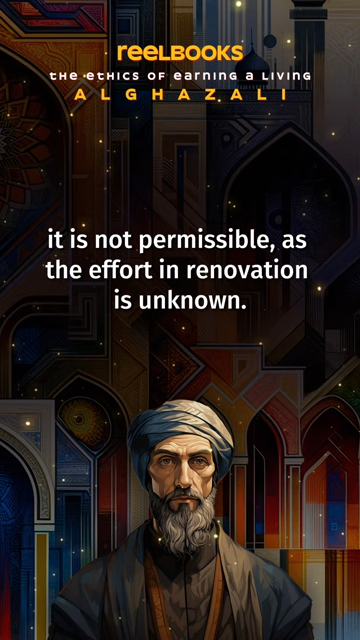 reelBOOKS
the ethics of earning a living
ALGHAZALI
it is not permissible, as
the effort in renovation
is unknown.